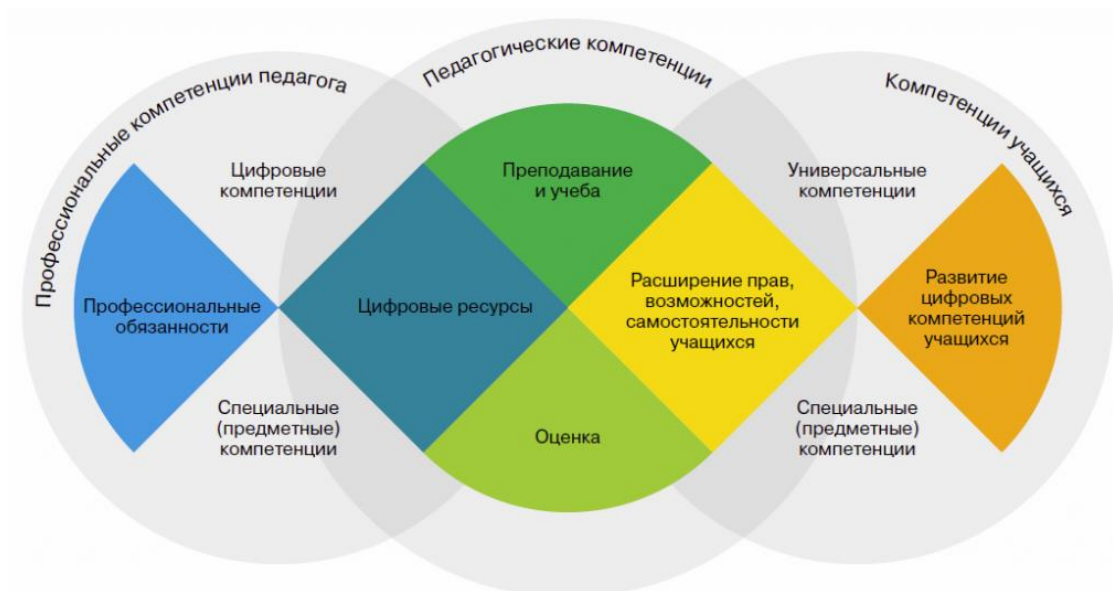 Профессиональные компетенции педагога
Педагогические компетенции
Компетенции учащихся
Цифровые
компетенции
Преподавание
и учеба
Универсальные
компетенции
Профессиональные
обязанности
Цифровые ресурсы
Расширение прав,
возможностей,
самостоятельности
учащихся
Развитие
цифровых
компетенций
учащихся
Специальные
(предметные)
компетенции
Оценка
Специальные
(предметные)
компетенции